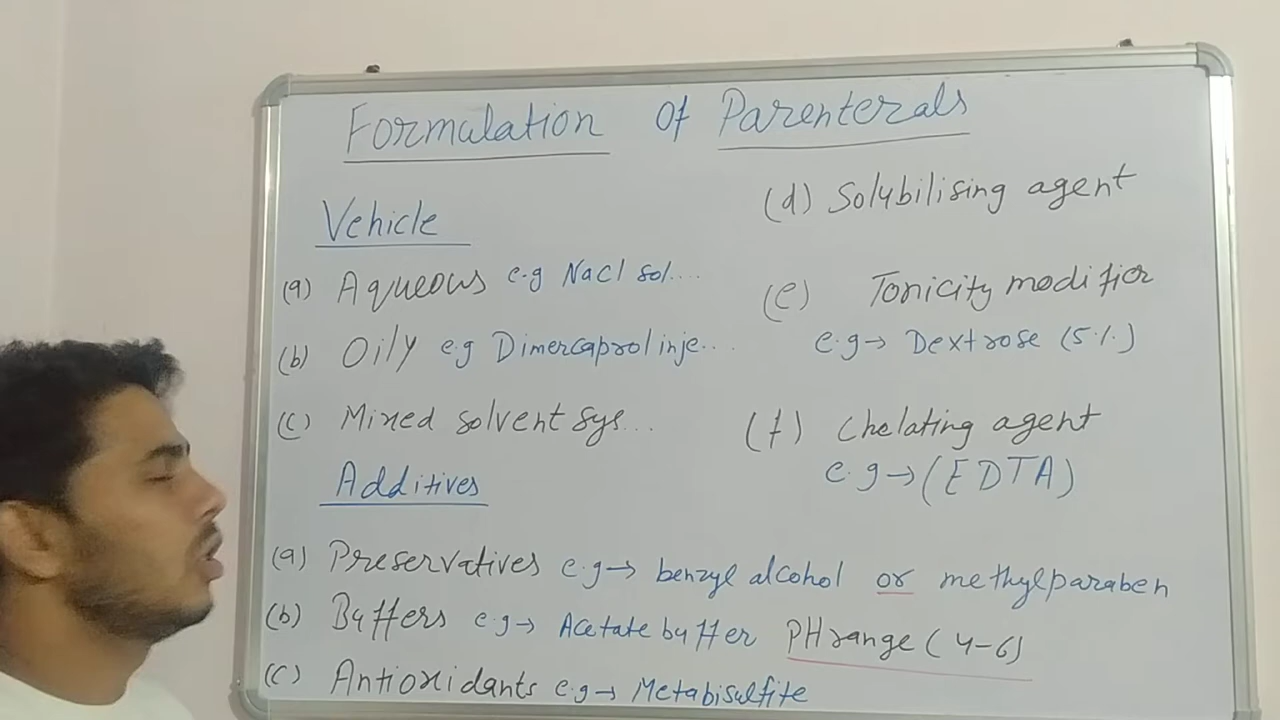 Formulation of Parenterals
Vehicle
(a) Aqueous e.g Nacl sol....
(b) Oily e.g Dimercaprol inje...
(c) Mixed solvent sys...
Additives
(a) Preservatives e.g→ benzyl alcohol or methylparaben
(b) Buffers e.g→ Acetate buffer PH range (4-6)
(c) Antioxidants e.g→ Metabisulfite
(d) Solubilising agent
(e) Tonicity modifier
e.g→ Dextrose (5%)
(f) Chelating agent
e.g→ (EDTA)